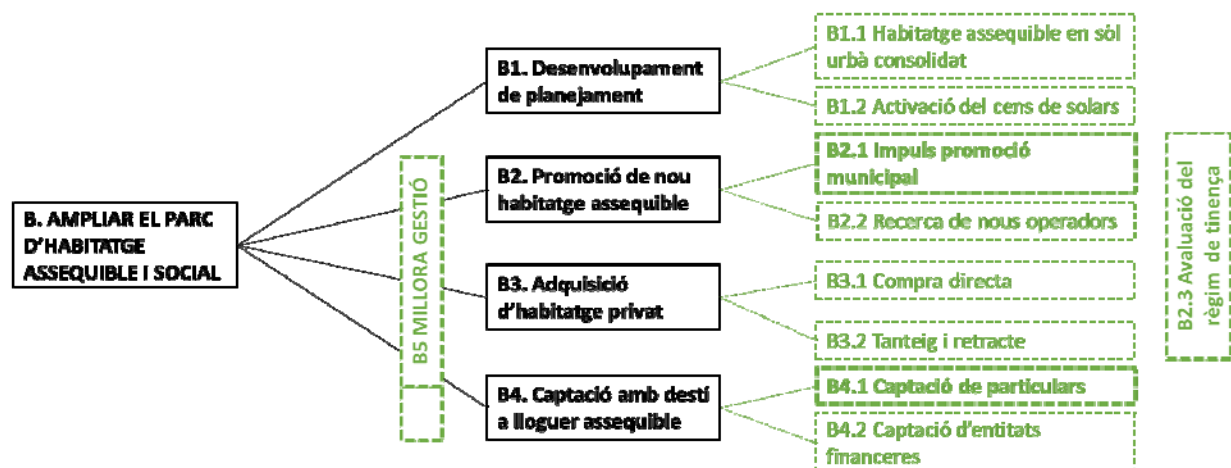 B. AMPLIAR EL PARC
D'HABITATGE
ASSEQUIBLE I SOCIAL
B5 MILLORA GESTIÓ
B1. Desenvolupament
de planejament
B2. Promoció de nou
habitatge assequible
B3. Adquisició
d'habitatge privat
B4. Captació amb destí
a lloguer assequible
B1.1 Habitatge assequible en sòl
urbà consolidat
B1.2 Activació del cens de solars
B2.1 Impuls promoció
municipal
B2.2 Recerca de nous operadors
B3.1 Compra directa
B3.2 Tanteig i retracte
B4.1 Captació de particulars
B4.2 Captació d'entitats
financeres
B2.3 Avaluació del
règim de tinença